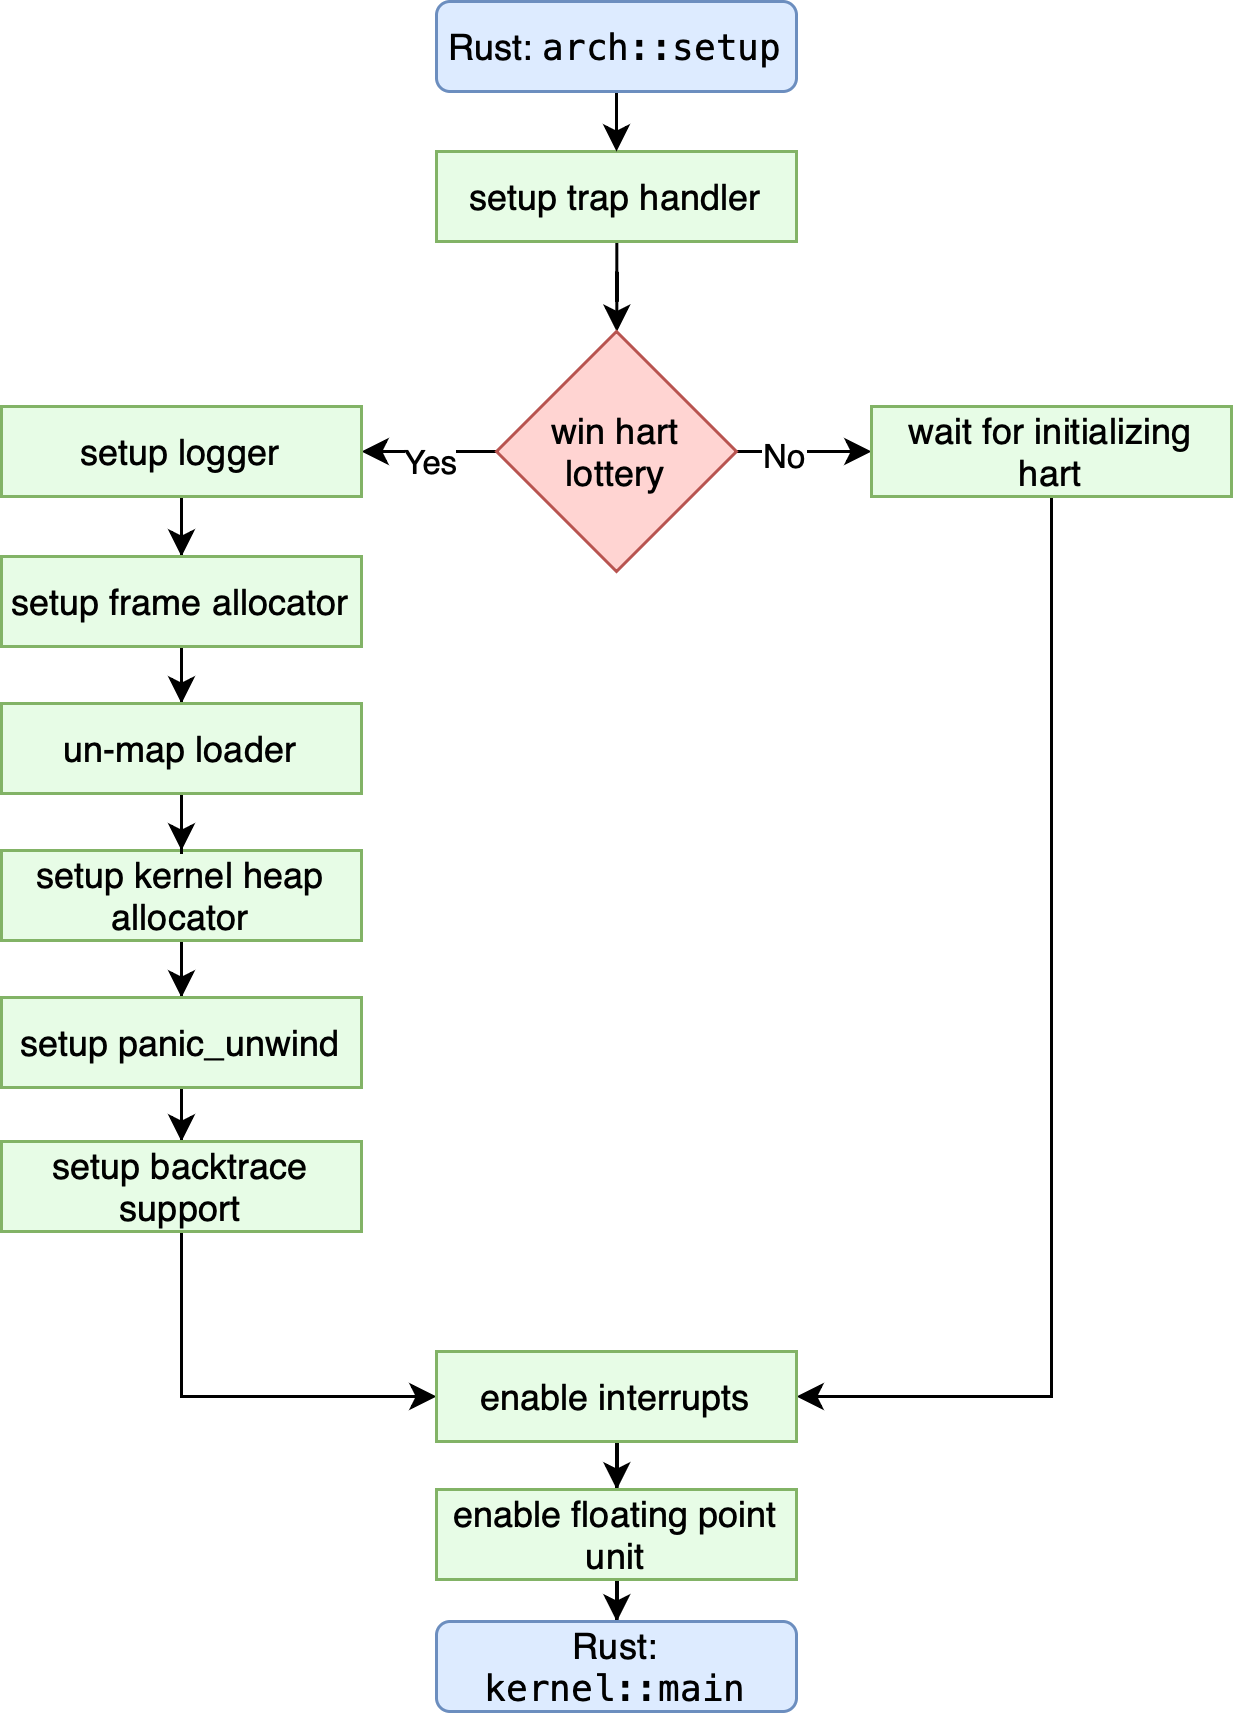 Rust: arch::setup
setup trap handler
win hart
lottery
Yes
No
setup logger
wait for initializing
hart
setup frame allocator
un-map loader
setup kernel heap
allocator
setup panic_unwind
setup backtrace
support
enable interrupts
enable floating point
unit
Rust:
kernel::main